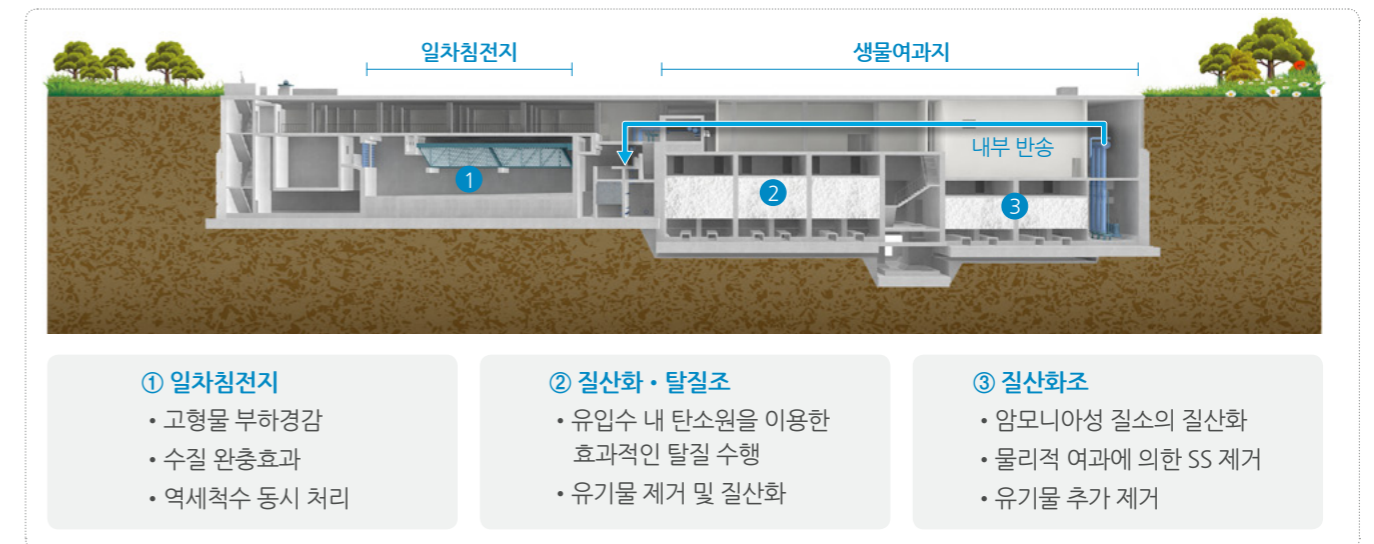 일차침전지
생물여과지
내부 반송
1
2
3
① 일차침전지
• 고형물 부하경감
• 수질 완충효과
• 역세척수 동시 처리
② 질산화・탈질조
• 유입수 내 탄소원을 이용한
효과적인 탈질 수행
• 유기물 제거 및 질산화
③ 질산화조
• 암모니아성 질소의 질산화
• 물리적 여과에 의한 SS 제거
• 유기물 추가 제거